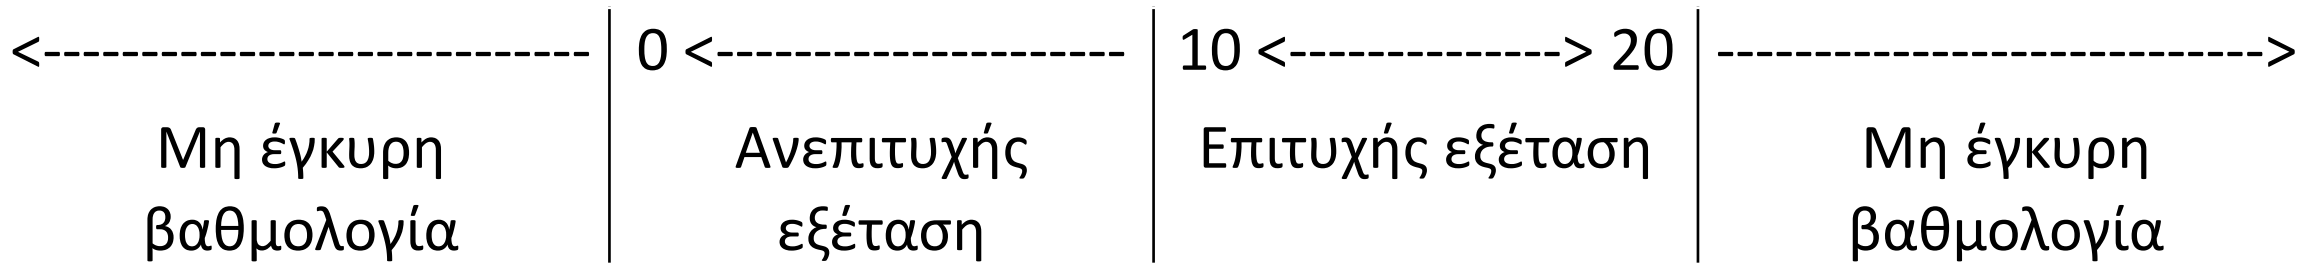 <---------------------------- 0 <--------------------- 10 <--------------> 20 ---------------------------->
Μη έγκυρη Ανεπιτυχής Επιτυχής εξέταση Μη έγκυρη
βαθμολογία εξέταση βαθμολογία